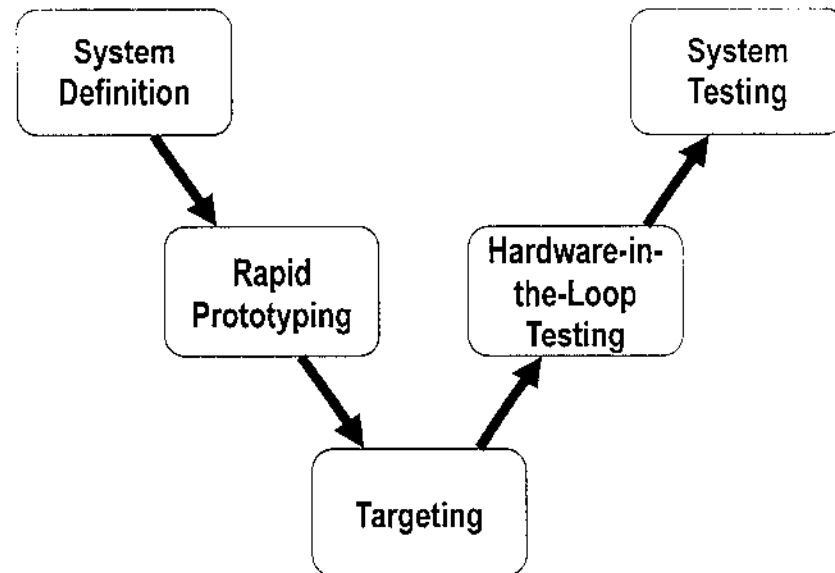 System
Definition
System
Testing
Rapid
Prototyping
Hardware-in-
the-Loop
Testing
Targeting